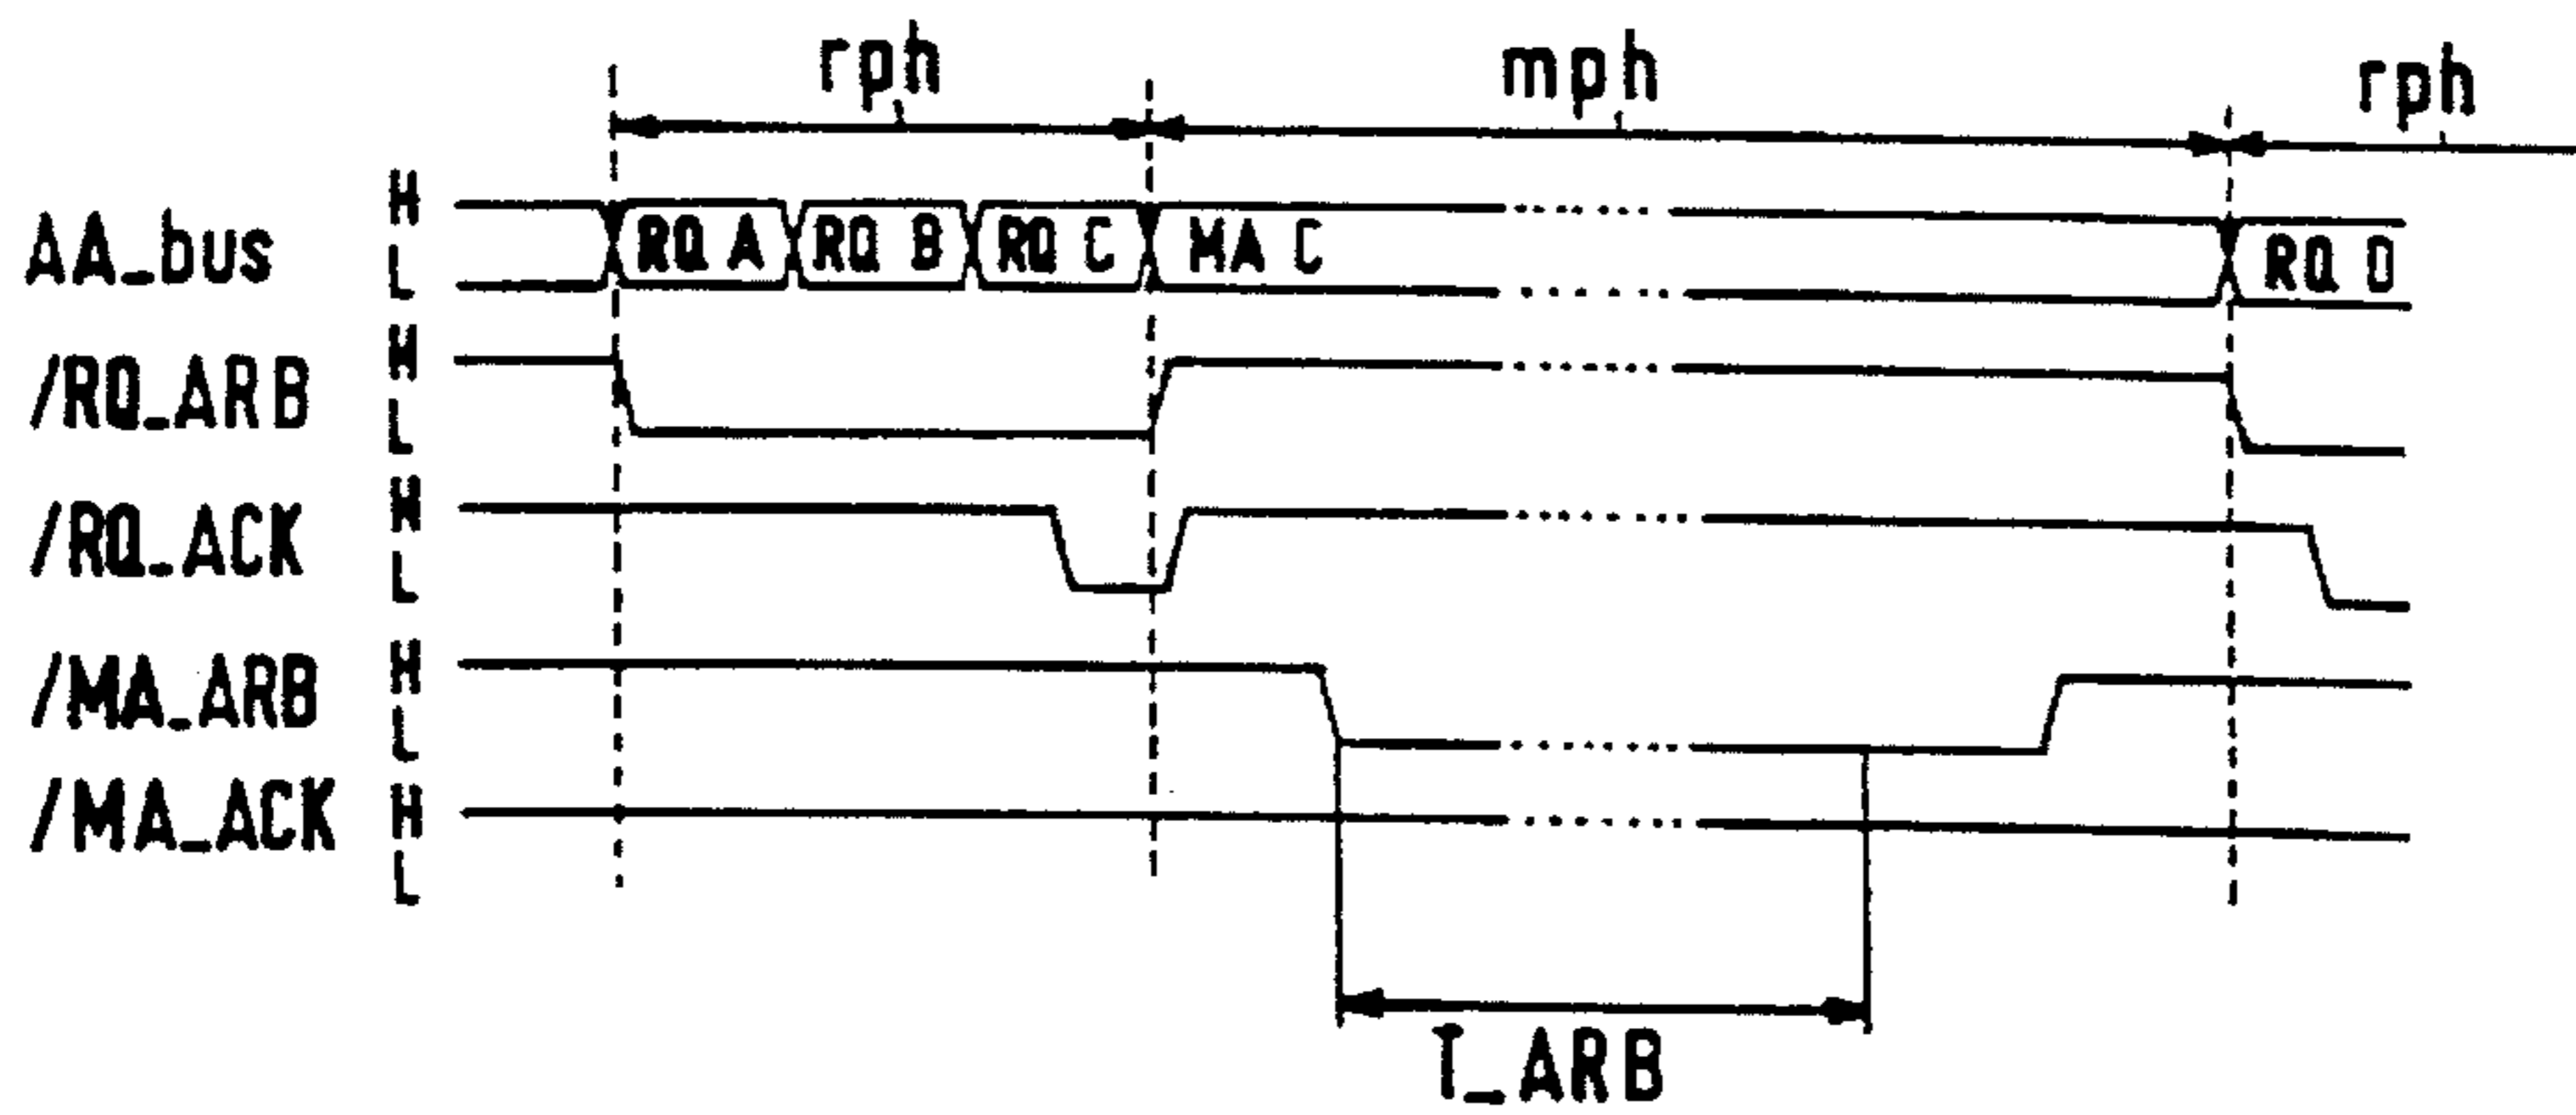 rph mph rph
AA_bus H L RQ A RQ B RQ C MA C RQ D
/RQ_ARB H L
/RQ_ACK H L
/MA_ARB H L
/MA_ACK H L
T_ARB